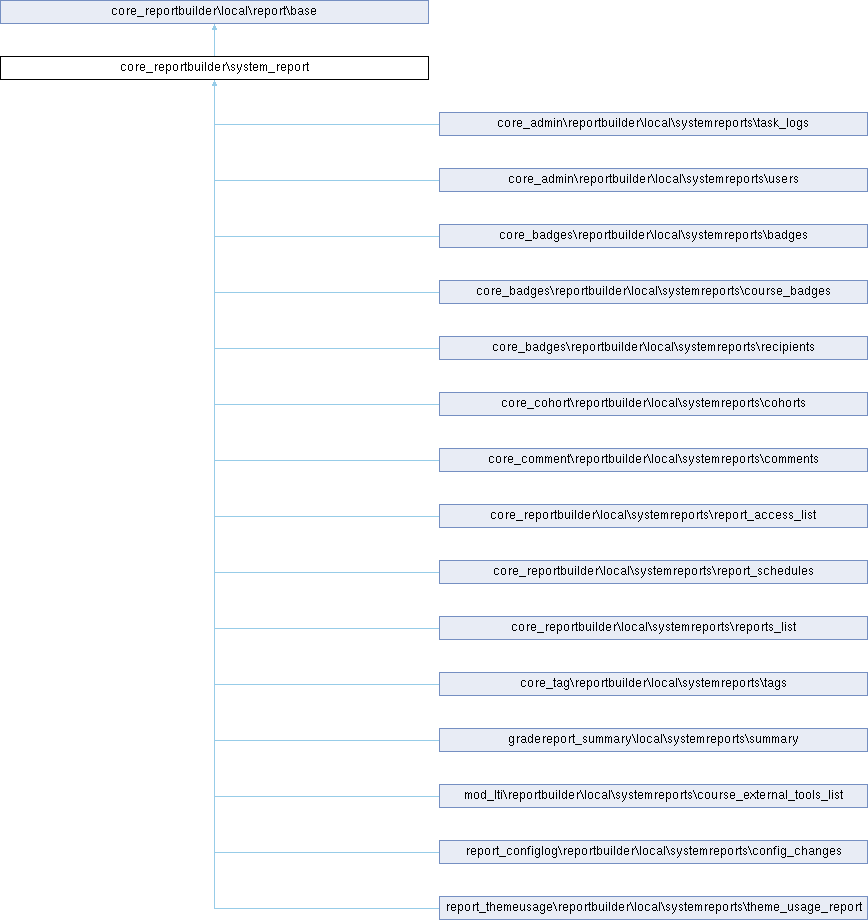 core_reportbuilder\local\report\base
core_reportbuilder\system_report
core_admin\reportbuilder\local\systemreports\task_logs
core_admin\reportbuilder\local\systemreports\users
core_badges\reportbuilder\local\systemreports\badges
core_badges\reportbuilder\local\systemreports\course_badges
core_badges\reportbuilder\local\systemreports\recipients
core_cohort\reportbuilder\local\systemreports\cohorts
core_comment\reportbuilder\local\systemreports\comments
core_reportbuilder\local\systemreports\report_access_list
core_reportbuilder\local\systemreports\report_schedules
core_reportbuilder\local\systemreports\reports_list
core_tag\reportbuilder\local\systemreports\tags
gradereport_summary\local\systemreports\summary
mod_lti\reportbuilder\local\systemreports\course_external_tools_list
report_configlog\reportbuilder\local\systemreports\config_changes
report_themeusage\reportbuilder\local\systemreports\theme_usage_report